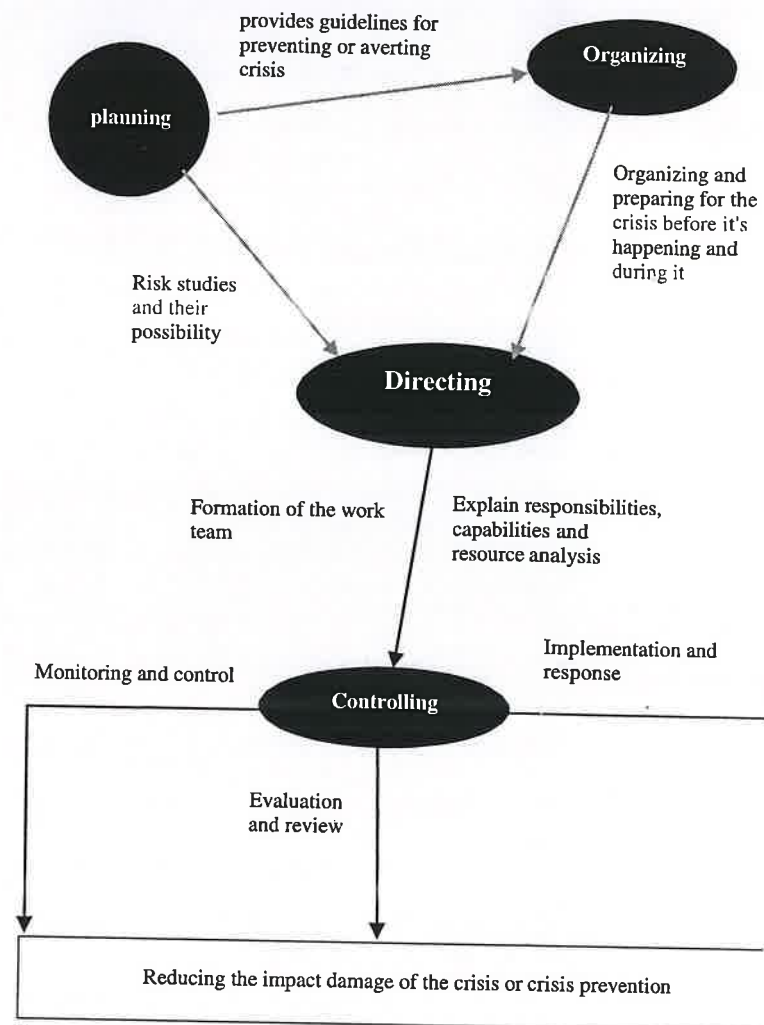 provides guidelines for
preventing or averting
crisis
Organizing
planning
Organizing and
preparing for the
crisis before it's
happening and
during it
Risk studies
and their
possibility
Directing
Formation of the work
team
Explain responsibilities,
capabilities and
resource analysis
Implementation and
response
Monitoring and control
Controlling
Evaluation
and review
Reducing the impact damage of the crisis or crisis prevention